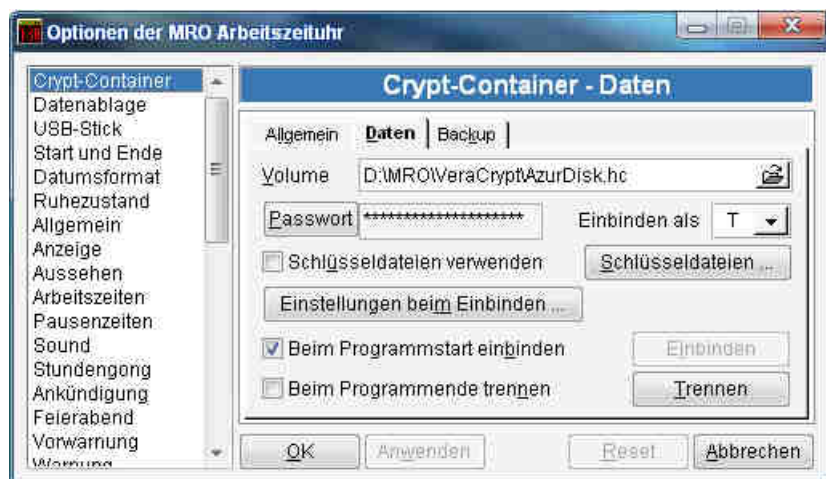 Optionen der MRO Arbeitszeituhr
Crypt-Container
Datenablage
USB-Stick
Start und Ende
Datumsformat
Ruhezustand
Allgemein
Anzeige
Aussehen
Arbeitszeiten
Pausenzeiten
Sound
Stundengong
Ankündigung
Feierabend
Vorwarnung
Warnung
Crypt-Container - Daten
Allgemein Daten Backup
Volume D:\MRO\VeraCrypt\AzurDisk.hc
Passwort ********************* Einbinden als T
Schlüsseldateien verwenden Schlüsseldateien ...
Einstellungen beim Einbinden ...
Beim Programmstart einbinden Einbinden
Beim Programmende trennen Trennen
OK Anwenden Reset Abbrechen